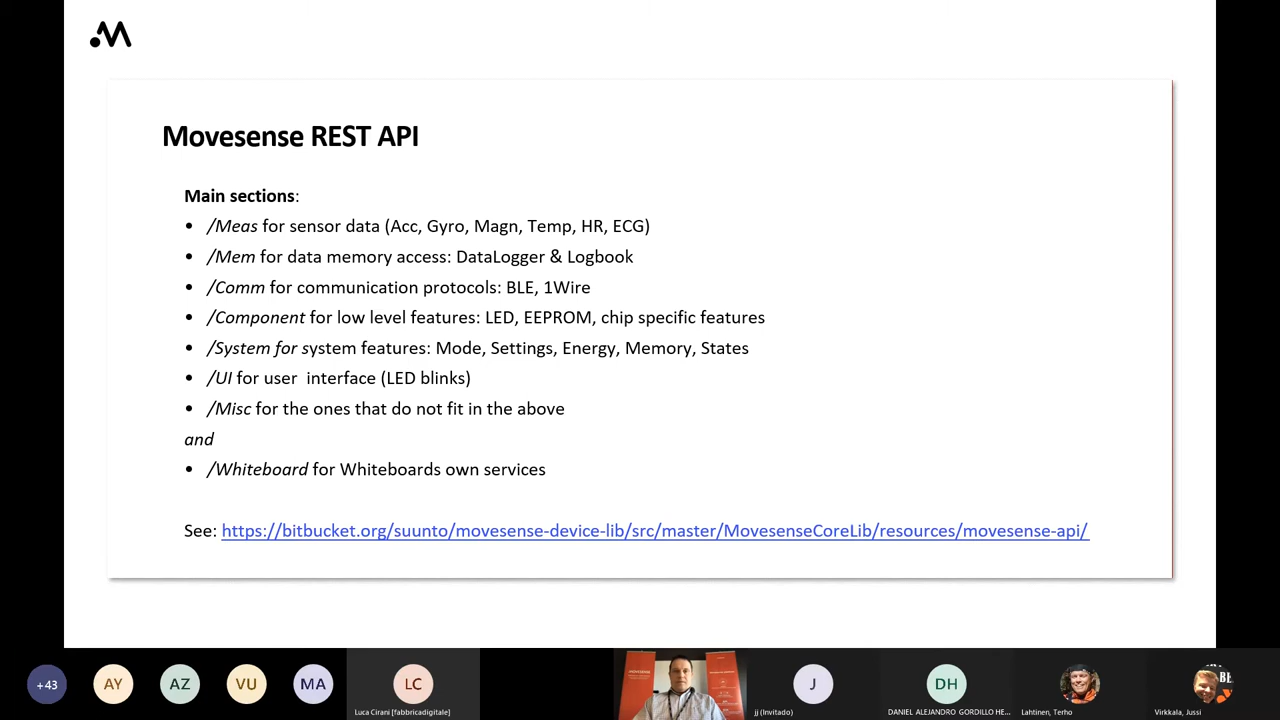 Movesense REST API
Main sections:
• /Meas for sensor data (Acc, Gyro, Magn, Temp, HR, ECG)
• /Mem for data memory access: DataLogger & Logbook
• /Comm for communication protocols: BLE, 1Wire
• /Component for low level features: LED, EEPROM, chip specific features
• /System for system features: Mode, Settings, Energy, Memory, States
• /UI for user interface (LED blinks)
• /Misc for the ones that do not fit in the above
and
• /Whiteboard for Whiteboards own services
See: https://bitbucket.org/suunto/movesense-device-lib/src/master/MovesenseCoreLib/resources/movesense-api/
+43 AY AZ VU MA LC J DH
Luca Cirani [fabbricadigitale] jj (Invitado) DANIEL ALEJANDRO GORDILLO HE... Lahtinen, Terho Virkkala, Jussi